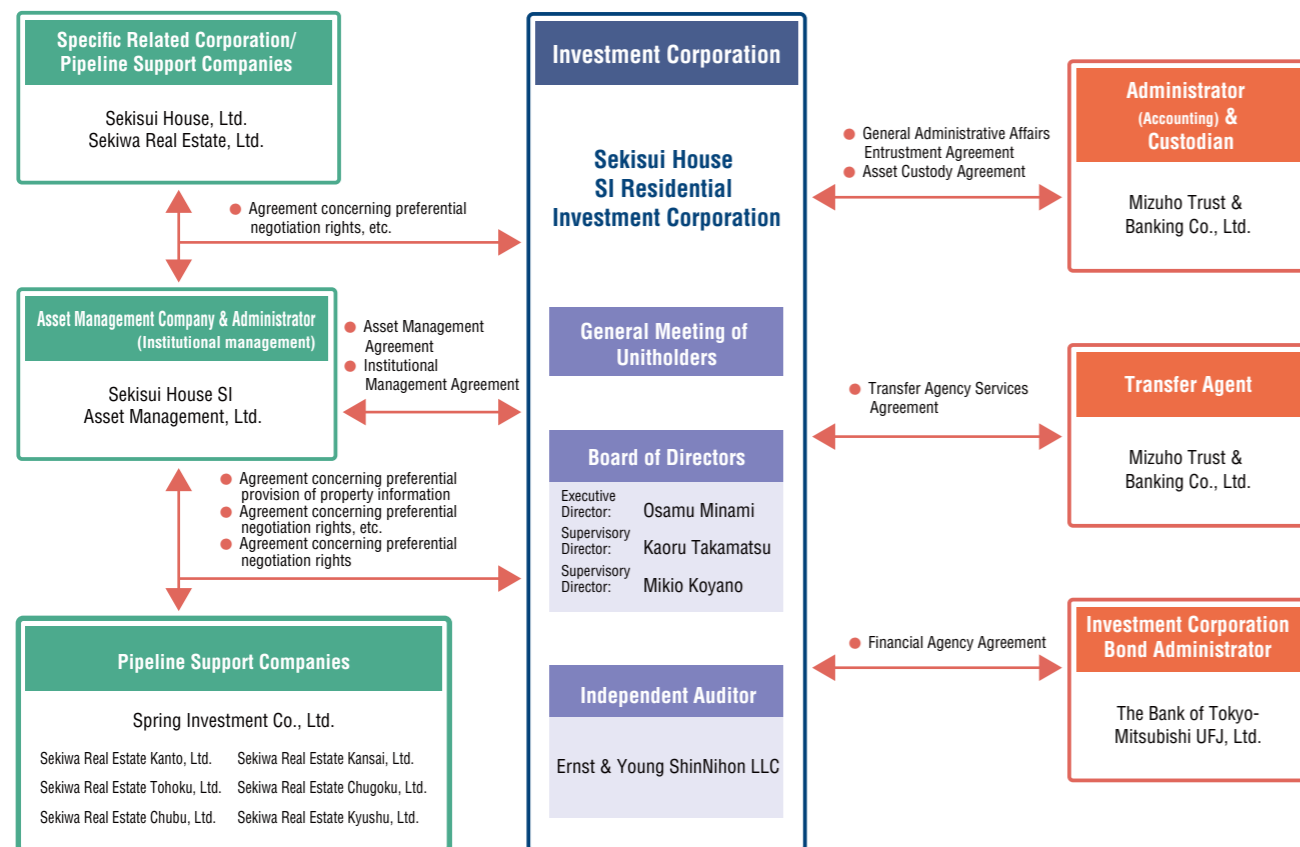 Specific Related Corporation/
Pipeline Support Companies
Sekisui House, Ltd.
Sekiwa Real Estate, Ltd.
● Agreement concerning preferential
negotiation rights, etc.
Asset Management Company & Administrator
(Institutional management)
Sekisui House SI
Asset Management, Ltd.
● Asset Management
Agreement
● Institutional
Management Agreement
● Agreement concerning preferential
provision of property information
● Agreement concerning preferential
negotiation rights, etc.
● Agreement concerning preferential
negotiation rights
Pipeline Support Companies
Spring Investment Co., Ltd.
Sekiwa Real Estate Kanto, Ltd. Sekiwa Real Estate Kansai, Ltd.
Sekiwa Real Estate Tohoku, Ltd. Sekiwa Real Estate Chugoku, Ltd.
Sekiwa Real Estate Chubu, Ltd. Sekiwa Real Estate Kyushu, Ltd.
Investment Corporation
Sekisui House
SI Residential
Investment Corporation
General Meeting of
Unitholders
Board of Directors
Executive
Director: Osamu Minami
Supervisory
Director: Kaoru Takamatsu
Supervisory
Director: Mikio Koyano
Independent Auditor
Ernst & Young ShinNihon LLC
● General Administrative Affairs
Entrustment Agreement
● Asset Custody Agreement
Administrator
(Accounting) &
Custodian
Mizuho Trust &
Banking Co., Ltd.
● Transfer Agency Services
Agreement
Transfer Agent
Mizuho Trust &
Banking Co., Ltd.
● Financial Agency Agreement
Investment Corporation
Bond Administrator
The Bank of Tokyo-
Mitsubishi UFJ, Ltd.